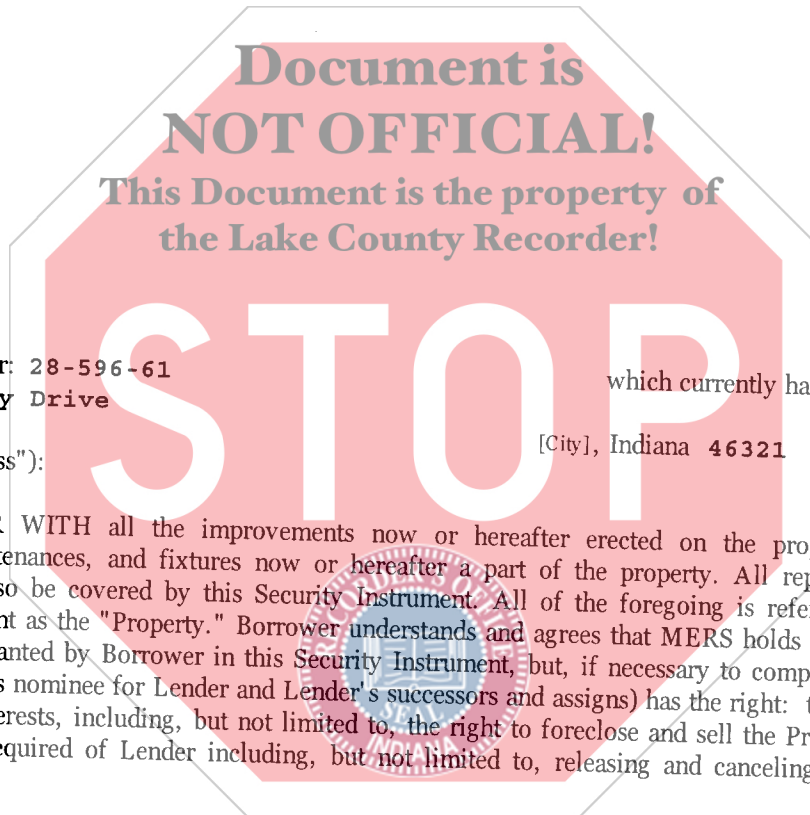 Document is
NOT OFFICIAL!
This Document is the property of
the Lake County Recorder!
STOP
r: 28-596-61
which currently ha
y Drive
[City], Indiana 46321
ss"):
R WITH all the improvements now or hereafter erected on the pro
tenances, and fixtures now or hereafter a part of the property. All rep
so be covered by this Security Instrument. All of the foregoing is refe
nt as the "Property." Borrower understands and agrees that MERS holds
anted by Borrower in this Security Instrument, but, if necessary to comp
s nominee for Lender and Lender's successors and assigns) has the right: t
erests, including, but not limited to, the right to foreclose and sell the Pr
equired of Lender including, but not limited to, releasing and canceling
RECORDER'S OFFICE
SEAL
INDIANA